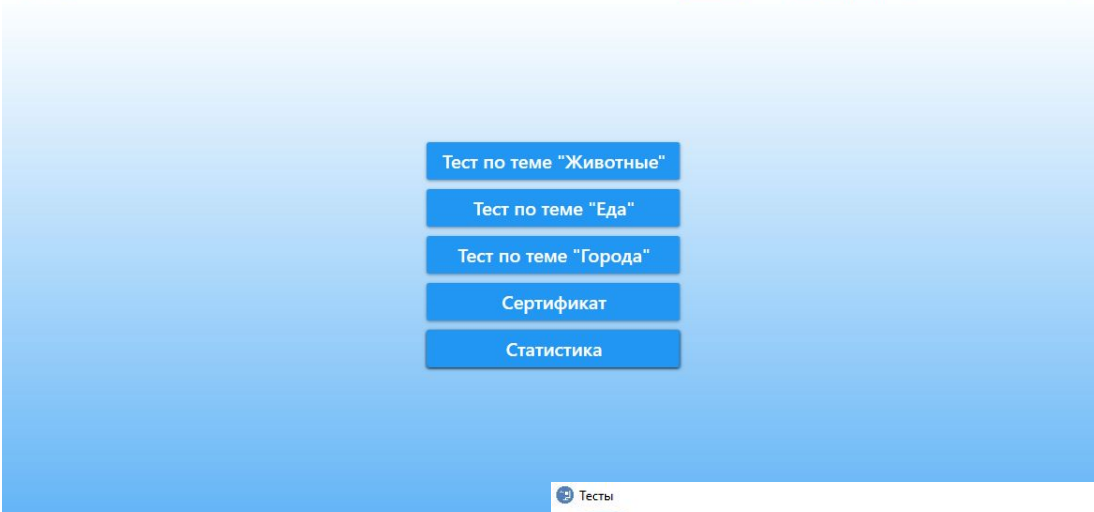 Тест по теме "Животные"
Тест по теме "Еда"
Тест по теме "Города"
Сертификат
Статистика
Тесты